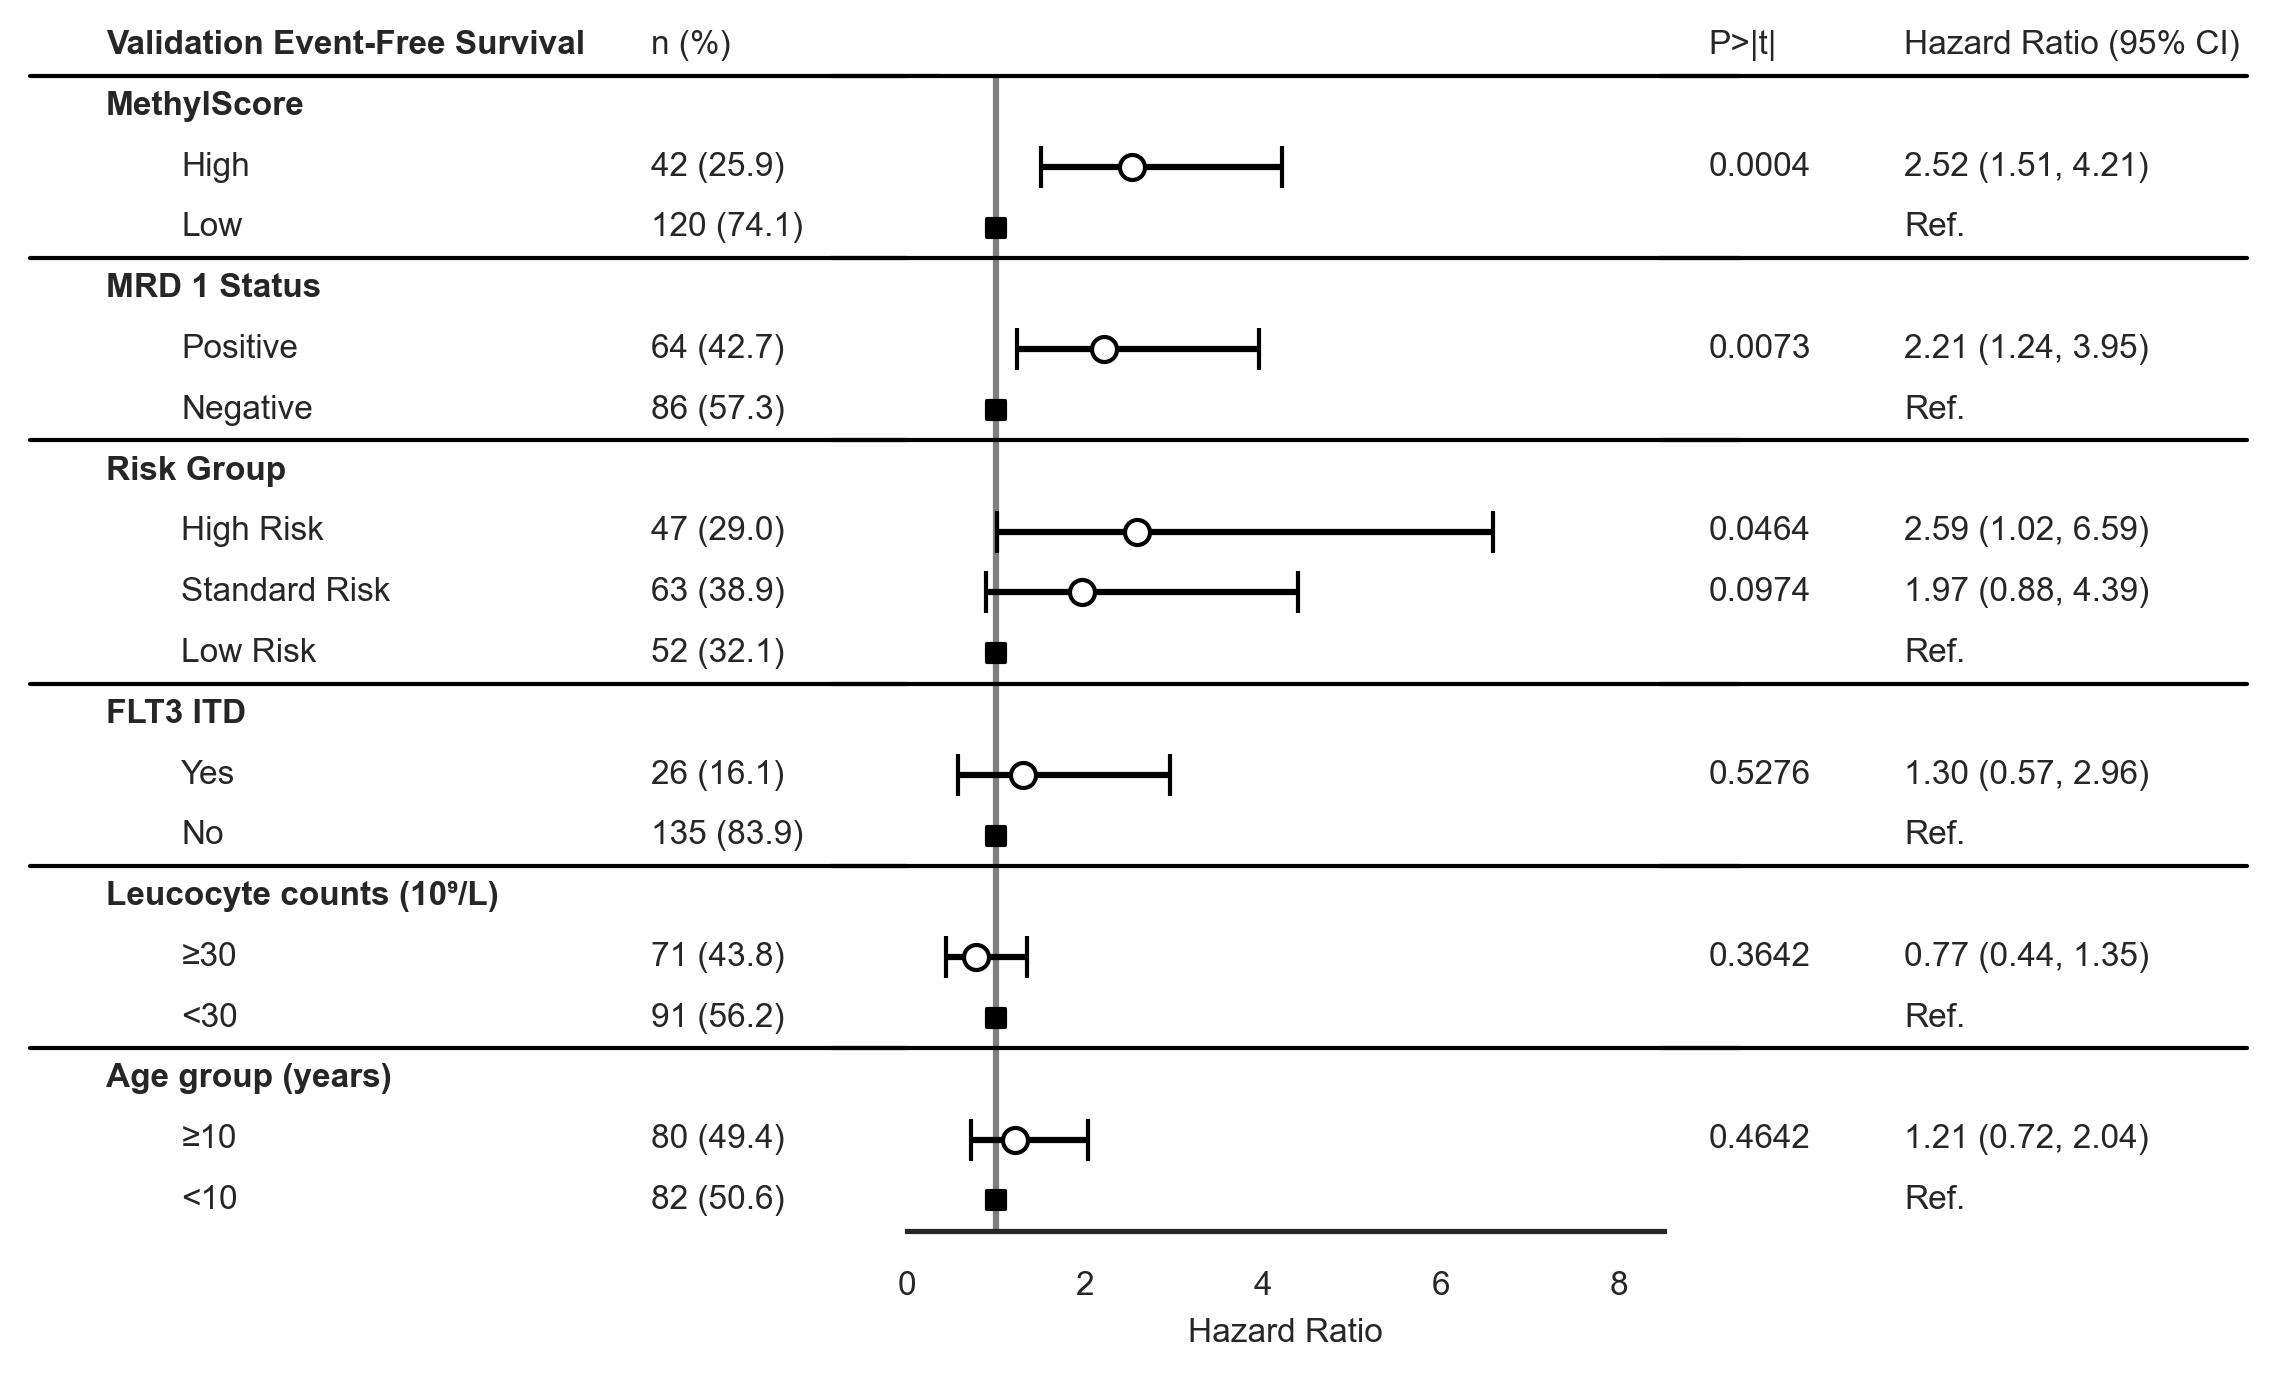 Validation Event-Free Survival n (%) P>|t| Hazard Ratio (95% CI)
MethylScore
High 42 (25.9) 0.0004 2.52 (1.51, 4.21)
Low 120 (74.1) Ref.
MRD 1 Status
Positive 64 (42.7) 0.0073 2.21 (1.24, 3.95)
Negative 86 (57.3) Ref.
Risk Group
High Risk 47 (29.0) 0.0464 2.59 (1.02, 6.59)
Standard Risk 63 (38.9) 0.0974 1.97 (0.88, 4.39)
Low Risk 52 (32.1) Ref.
FLT3 ITD
Yes 26 (16.1) 0.5276 1.30 (0.57, 2.96)
No 135 (83.9) Ref.
Leucocyte counts (10⁹/L)
≥30 71 (43.8) 0.3642 0.77 (0.44, 1.35)
<30 91 (56.2) Ref.
Age group (years)
≥10 80 (49.4) 0.4642 1.21 (0.72, 2.04)
<10 82 (50.6) Ref.
0 2 4 6 8
Hazard Ratio